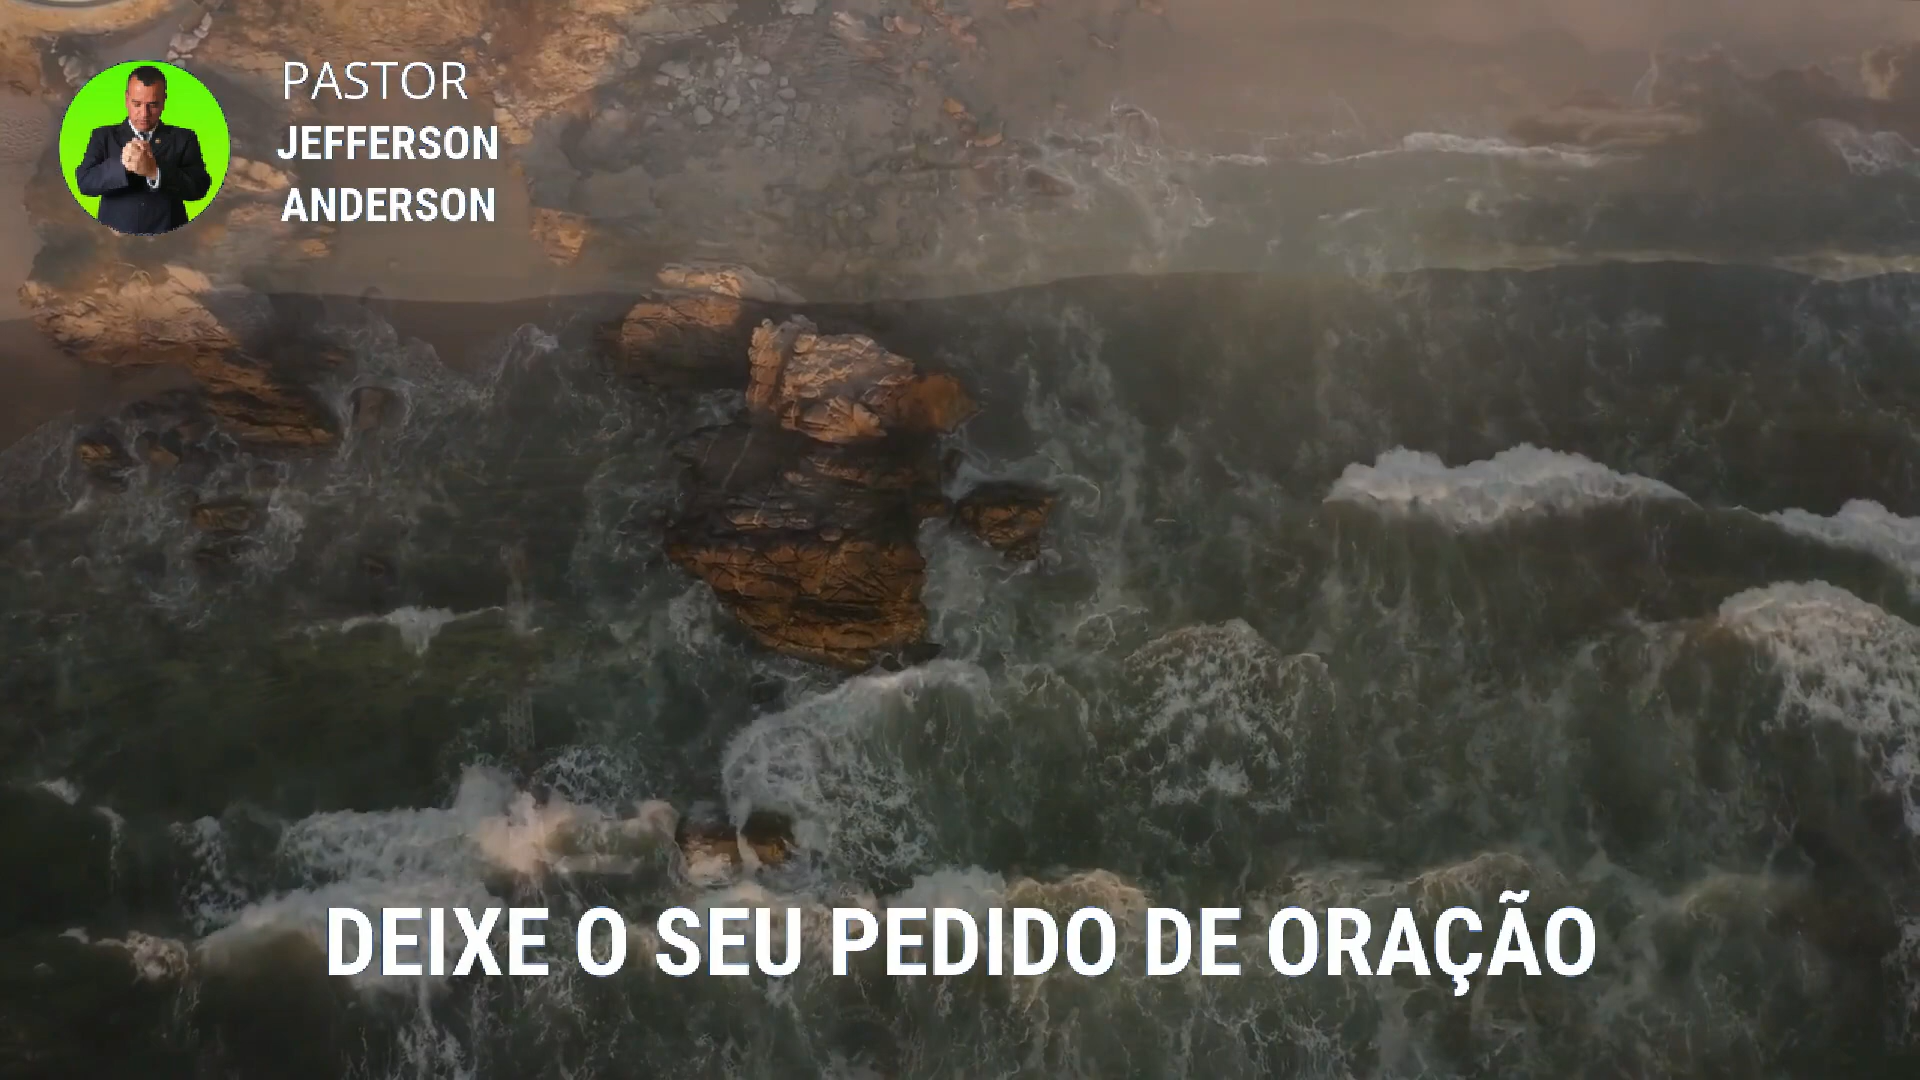 PASTOR
JEFFERSON
ANDERSON
DEIXE O SEU PEDIDO DE ORAÇÃO